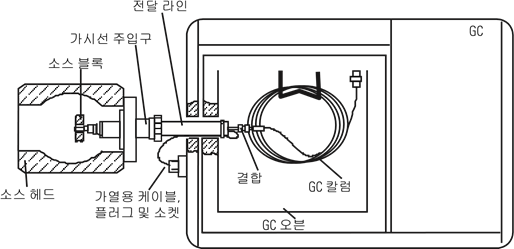 전달 라인
GC
가시선 주입구
소스 블록
결합
GC 칼럼
소스 헤드
가열용 케이블,
플러그 및 소켓
GC 오븐